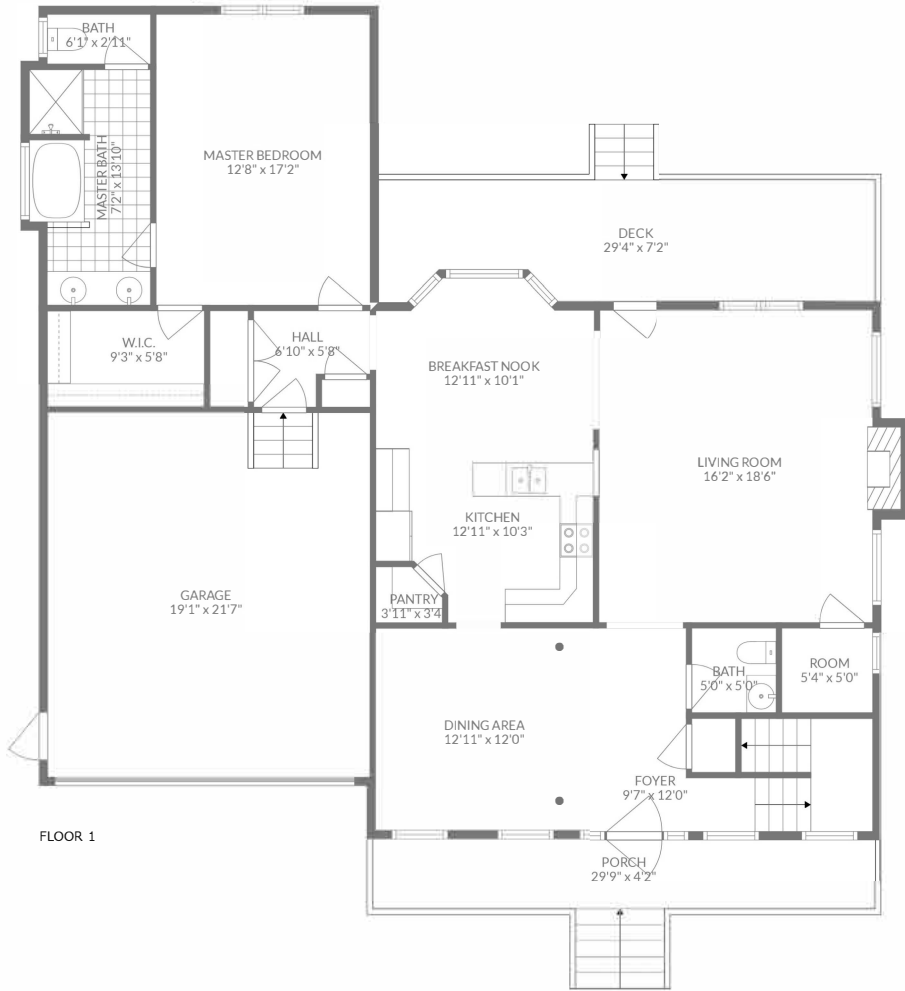 BATH
6'1" x 2'11"
MASTER BATH
7'2" x 13'10"
MASTER BEDROOM
12'8" x 17'2"
DECK
29'4" x 7'2"
W.I.C.
9'3" x 5'8"
HALL
6'10" x 5'8"
BREAKFAST NOOK
12'11" x 10'1"
LIVING ROOM
16'2" x 18'6"
KITCHEN
12'11" x 10'3"
GARAGE
19'1" x 21'7"
PANTRY
3'11" x 3'4
BATH
5'0" x 5'0"
ROOM
5'4" x 5'0"
DINING AREA
12'11" x 12'0"
FOYER
9'7" x 12'0"
FLOOR 1
PORCH
29'9" x 4'2"